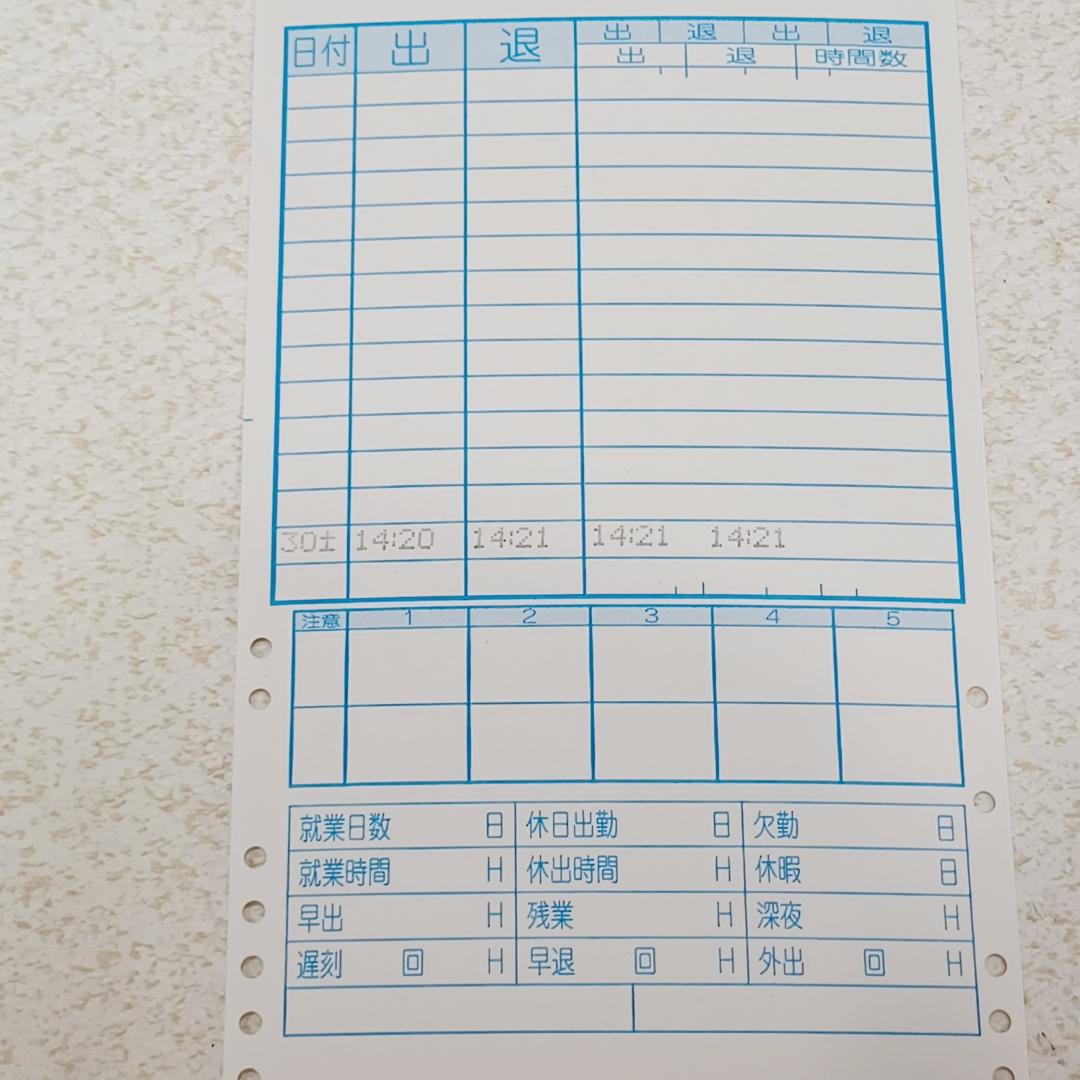 日付 出 退 出 退 出 退
出 退 時間数
30土 14:20 14:21 14:21 14:21
注意 1 2 3 4 5
就業日数 日 休日出勤 日 欠勤 日
就業時間 H 休出時間 H 休暇 日
早出 H 残業 H 深夜 H
遅刻 回 H 早退 回 H 外出 回 H